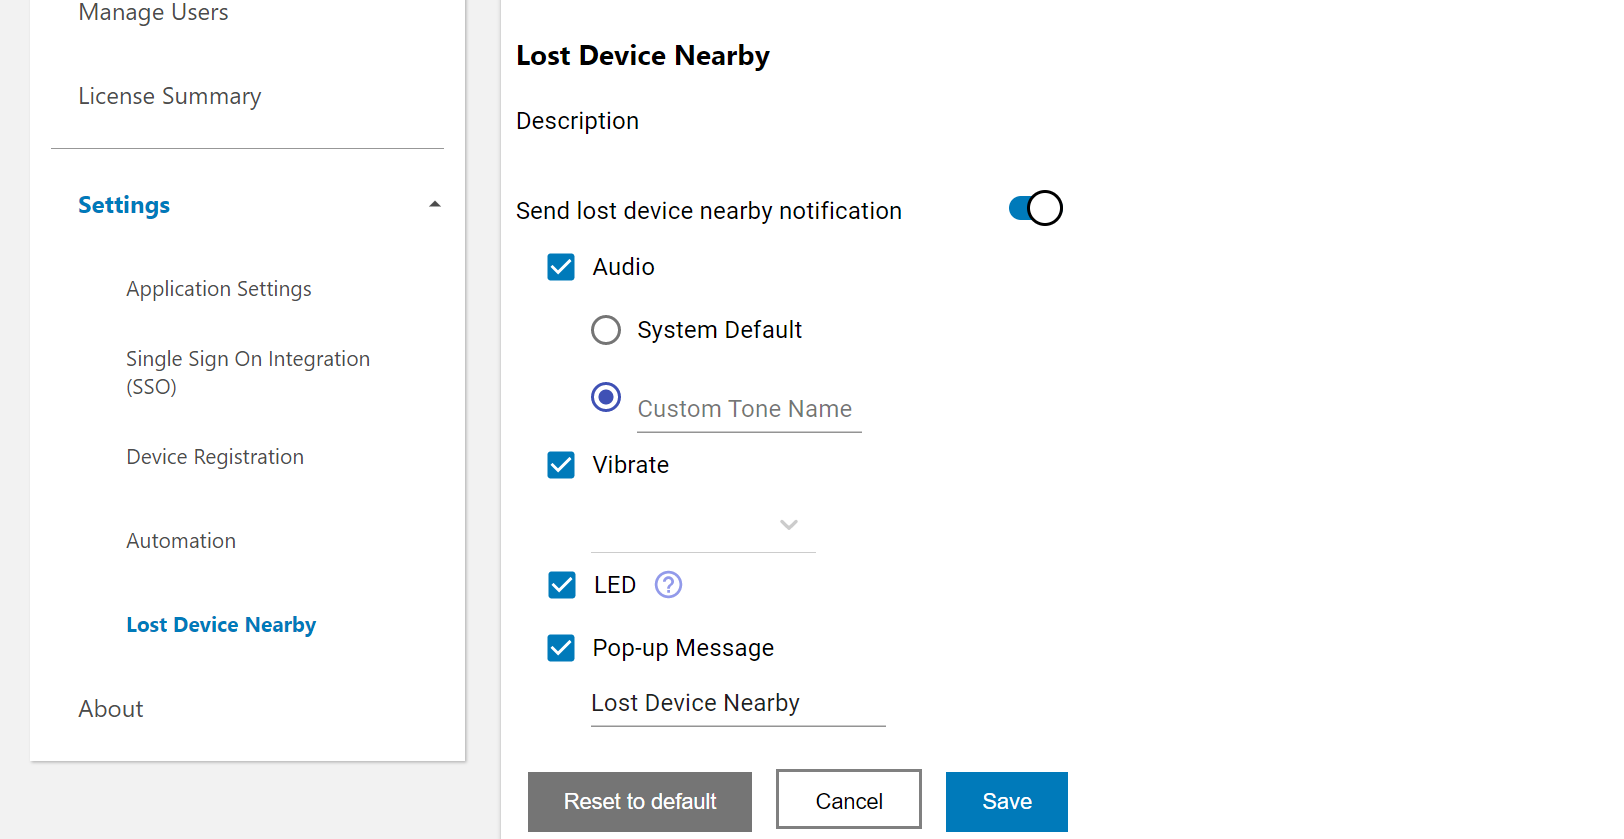 Manage Users
License Summary
Settings
Application Settings
Single Sign On Integration
(SSO)
Device Registration
Automation
Lost Device Nearby
About
Lost Device Nearby
Description
Send lost device nearby notification
Audio
System Default
Custom Tone Name
Vibrate
LED ?
Pop-up Message
Lost Device Nearby
Reset to default
Cancel
Save